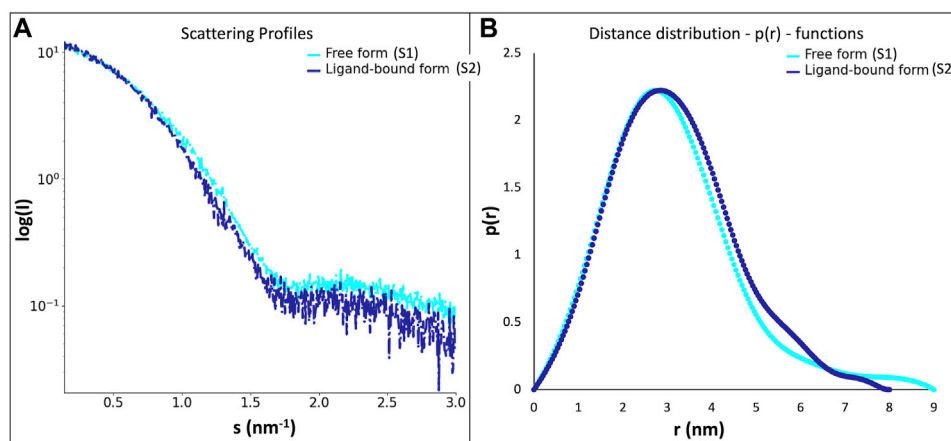 A
Scattering Profiles
Free form (S1)
Ligand-bound form (S2)
10¹
10⁰
10⁻¹
log(I)
0.5
1.0
1.5
2.0
2.5
3.0
s (nm⁻¹)
B
Distance distribution - p(r) - functions
Free form (S1)
Ligand-bound form (S2)
2.5
2
1.5
1
0.5
0
p(r)
0
1
2
3
4
5
6
7
8
9
r (nm)